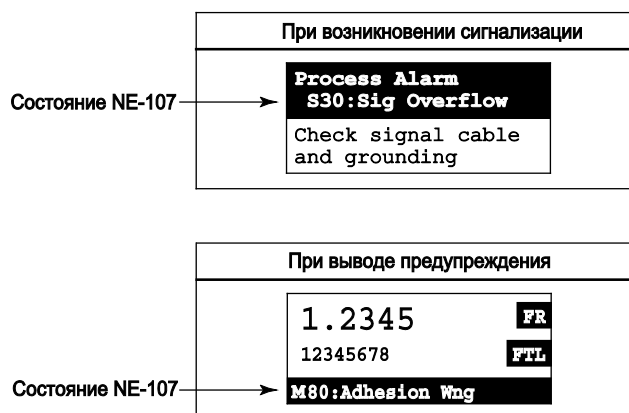 При возникновении сигнализации
Process Alarm
S30:Sig Overflow
Состояние NE-107
Check signal cable
and grounding
При выводе предупреждения
1.2345 FR
12345678 FTL
Состояние NE-107
M80:Adhesion Wng